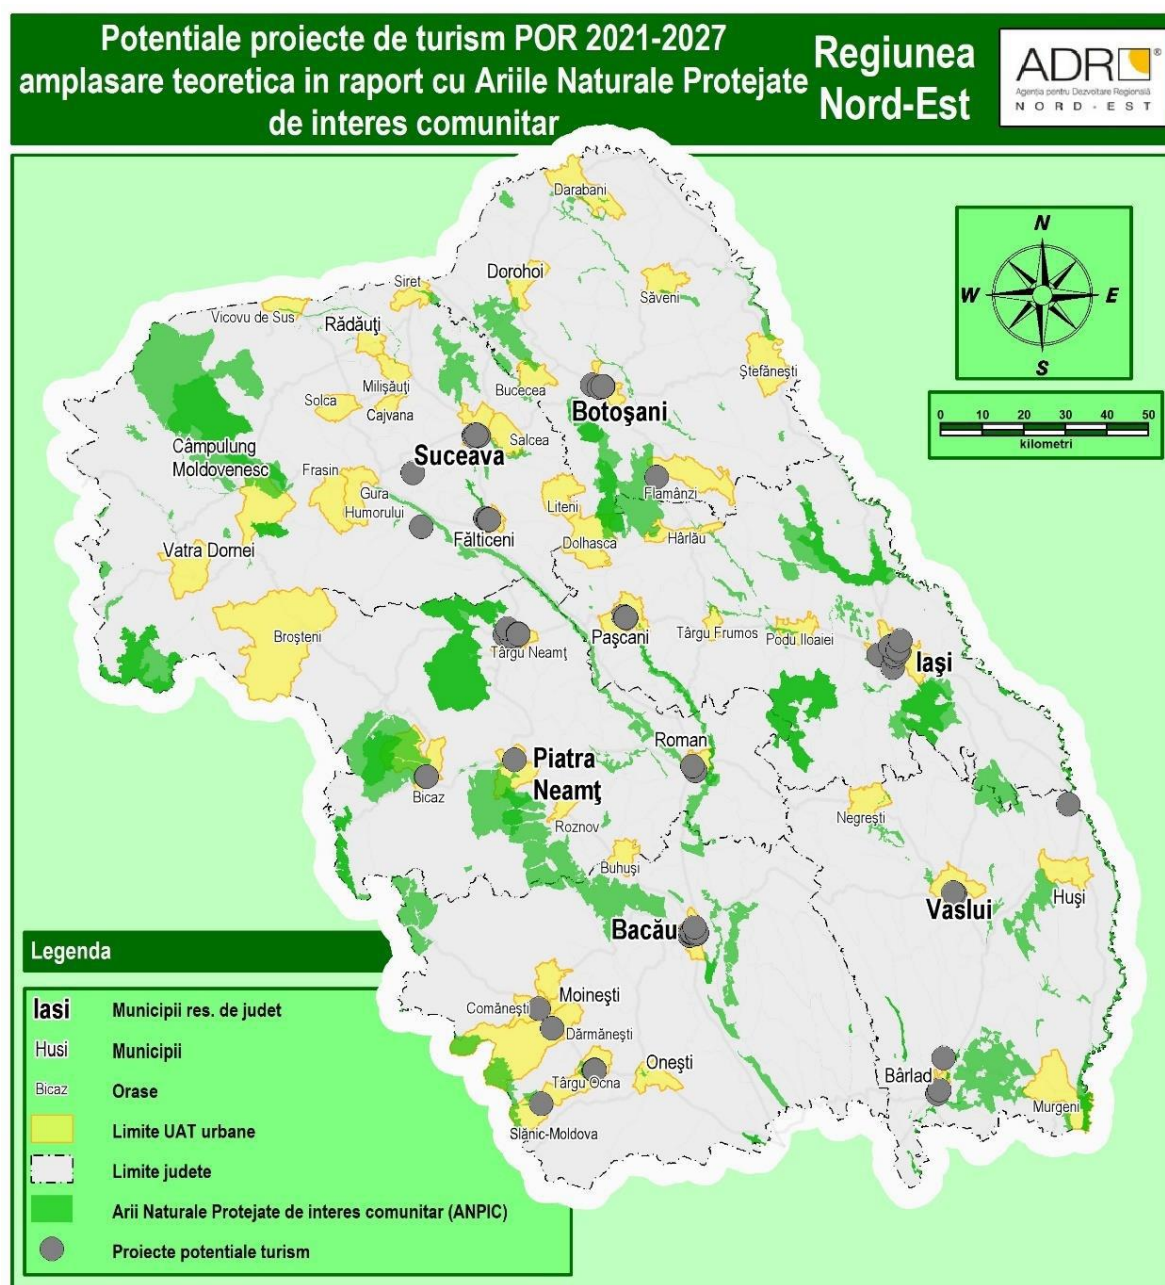 Potentiale proiecte de turism POR 2021-2027
amplasare teoretica in raport cu Ariile Naturale Protejate
de interes comunitar
Regiunea
Nord-Est
ADR
Agenţia pentru Dezvoltare Regională
NORD-EST
N
W
E
S
0 10 20 30 40 50
kilometri
Darabani
Dorohoi
Siret
Săveni
Vicovu de Sus
Rădăuţi
Ştefăneşti
Milişăuţi
Bucecea
Solca
Cajvana
Botoşani
Salcea
Suceava
Câmpulung
Moldovenesc
Frasin
Gura
Humorului
Flamânzi
Liteni
Fălticeni
Dolhasca
Hârlău
Vatra Dornei
Broşteni
Târgu Neamţ
Paşcani
Târgu Frumos
Podu Iloaiei
Iaşi
Roman
Piatra
Neamţ
Bicaz
Roznov
Negreşti
Buhuşi
Huşi
Vaslui
Bacău
Moineşti
Comăneşti
Dărmăneşti
Oneşti
Târgu Ocna
Slănic-Moldova
Bârlad
Murgeni
Legenda
Iasi Municipii res. de judet
Husi Municipii
Bicaz Orase
Limite UAT urbane
Limite judete
Arii Naturale Protejate de interes comunitar (ANPIC)
Proiecte potentiale turism